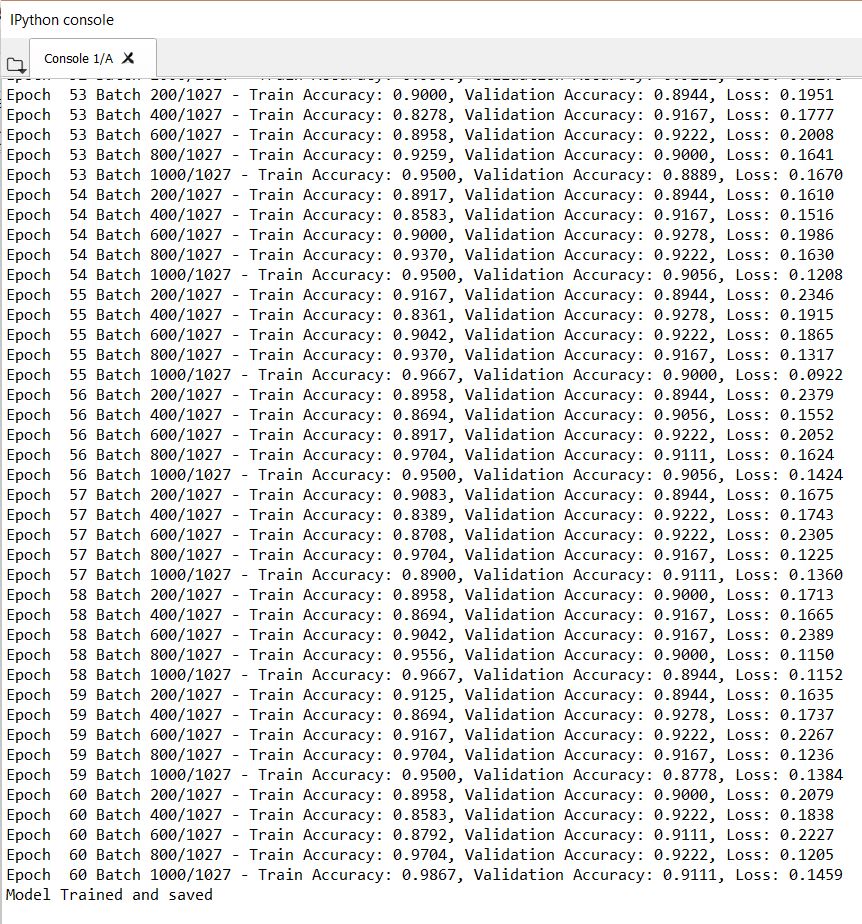 IPython console
Console 1/A
Epoch  53 Batch 200/1027 - Train Accuracy: 0.9000, Validation Accuracy: 0.8944, Loss: 0.1951
Epoch  53 Batch 400/1027 - Train Accuracy: 0.8278, Validation Accuracy: 0.9167, Loss: 0.1777
Epoch  53 Batch 600/1027 - Train Accuracy: 0.8958, Validation Accuracy: 0.9222, Loss: 0.2008
Epoch  53 Batch 800/1027 - Train Accuracy: 0.9259, Validation Accuracy: 0.9000, Loss: 0.1641
Epoch  53 Batch 1000/1027 - Train Accuracy: 0.9500, Validation Accuracy: 0.8889, Loss: 0.1670
Epoch  54 Batch 200/1027 - Train Accuracy: 0.8917, Validation Accuracy: 0.8944, Loss: 0.1610
Epoch  54 Batch 400/1027 - Train Accuracy: 0.8583, Validation Accuracy: 0.9167, Loss: 0.1516
Epoch  54 Batch 600/1027 - Train Accuracy: 0.9000, Validation Accuracy: 0.9278, Loss: 0.1986
Epoch  54 Batch 800/1027 - Train Accuracy: 0.9370, Validation Accuracy: 0.9222, Loss: 0.1630
Epoch  54 Batch 1000/1027 - Train Accuracy: 0.9500, Validation Accuracy: 0.9056, Loss: 0.1208
Epoch  55 Batch 200/1027 - Train Accuracy: 0.9167, Validation Accuracy: 0.8944, Loss: 0.2346
Epoch  55 Batch 400/1027 - Train Accuracy: 0.8361, Validation Accuracy: 0.9278, Loss: 0.1915
Epoch  55 Batch 600/1027 - Train Accuracy: 0.9042, Validation Accuracy: 0.9222, Loss: 0.1865
Epoch  55 Batch 800/1027 - Train Accuracy: 0.9370, Validation Accuracy: 0.9167, Loss: 0.1317
Epoch  55 Batch 1000/1027 - Train Accuracy: 0.9667, Validation Accuracy: 0.9000, Loss: 0.0922
Epoch  56 Batch 200/1027 - Train Accuracy: 0.8958, Validation Accuracy: 0.8944, Loss: 0.2379
Epoch  56 Batch 400/1027 - Train Accuracy: 0.8694, Validation Accuracy: 0.9056, Loss: 0.1552
Epoch  56 Batch 600/1027 - Train Accuracy: 0.8917, Validation Accuracy: 0.9222, Loss: 0.2052
Epoch  56 Batch 800/1027 - Train Accuracy: 0.9704, Validation Accuracy: 0.9111, Loss: 0.1624
Epoch  56 Batch 1000/1027 - Train Accuracy: 0.9500, Validation Accuracy: 0.9056, Loss: 0.1424
Epoch  57 Batch 200/1027 - Train Accuracy: 0.9083, Validation Accuracy: 0.8944, Loss: 0.1675
Epoch  57 Batch 400/1027 - Train Accuracy: 0.8389, Validation Accuracy: 0.9222, Loss: 0.1743
Epoch  57 Batch 600/1027 - Train Accuracy: 0.8708, Validation Accuracy: 0.9222, Loss: 0.2305
Epoch  57 Batch 800/1027 - Train Accuracy: 0.9704, Validation Accuracy: 0.9167, Loss: 0.1225
Epoch  57 Batch 1000/1027 - Train Accuracy: 0.8900, Validation Accuracy: 0.9111, Loss: 0.1360
Epoch  58 Batch 200/1027 - Train Accuracy: 0.8958, Validation Accuracy: 0.9000, Loss: 0.1713
Epoch  58 Batch 400/1027 - Train Accuracy: 0.8694, Validation Accuracy: 0.9167, Loss: 0.1665
Epoch  58 Batch 600/1027 - Train Accuracy: 0.9042, Validation Accuracy: 0.9167, Loss: 0.2389
Epoch  58 Batch 800/1027 - Train Accuracy: 0.9556, Validation Accuracy: 0.9000, Loss: 0.1150
Epoch  58 Batch 1000/1027 - Train Accuracy: 0.9667, Validation Accuracy: 0.8944, Loss: 0.1152
Epoch  59 Batch 200/1027 - Train Accuracy: 0.9125, Validation Accuracy: 0.8944, Loss: 0.1635
Epoch  59 Batch 400/1027 - Train Accuracy: 0.8694, Validation Accuracy: 0.9278, Loss: 0.1737
Epoch  59 Batch 600/1027 - Train Accuracy: 0.9167, Validation Accuracy: 0.9222, Loss: 0.2267
Epoch  59 Batch 800/1027 - Train Accuracy: 0.9704, Validation Accuracy: 0.9167, Loss: 0.1236
Epoch  59 Batch 1000/1027 - Train Accuracy: 0.9500, Validation Accuracy: 0.8778, Loss: 0.1384
Epoch  60 Batch 200/1027 - Train Accuracy: 0.8958, Validation Accuracy: 0.9000, Loss: 0.2079
Epoch  60 Batch 400/1027 - Train Accuracy: 0.8583, Validation Accuracy: 0.9222, Loss: 0.1838
Epoch  60 Batch 600/1027 - Train Accuracy: 0.8792, Validation Accuracy: 0.9111, Loss: 0.2227
Epoch  60 Batch 800/1027 - Train Accuracy: 0.9704, Validation Accuracy: 0.9222, Loss: 0.1205
Epoch  60 Batch 1000/1027 - Train Accuracy: 0.9867, Validation Accuracy: 0.9111, Loss: 0.1459
Model Trained and saved